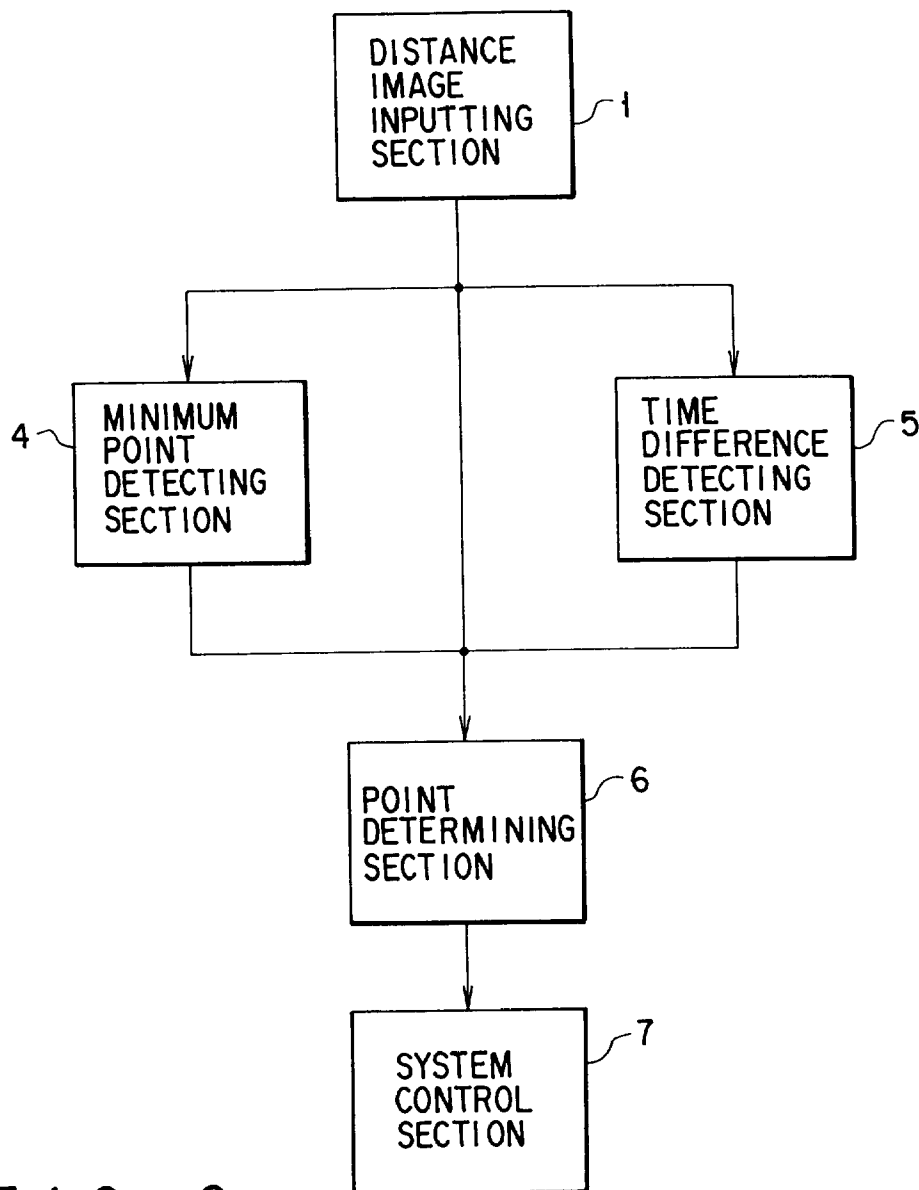 DISTANCE
IMAGE
INPUTTING
SECTION
1
MINIMUM
POINT
DETECTING
SECTION
4
TIME
DIFFERENCE
DETECTING
SECTION
5
POINT
DETERMINING
SECTION
6
SYSTEM
CONTROL
SECTION
7